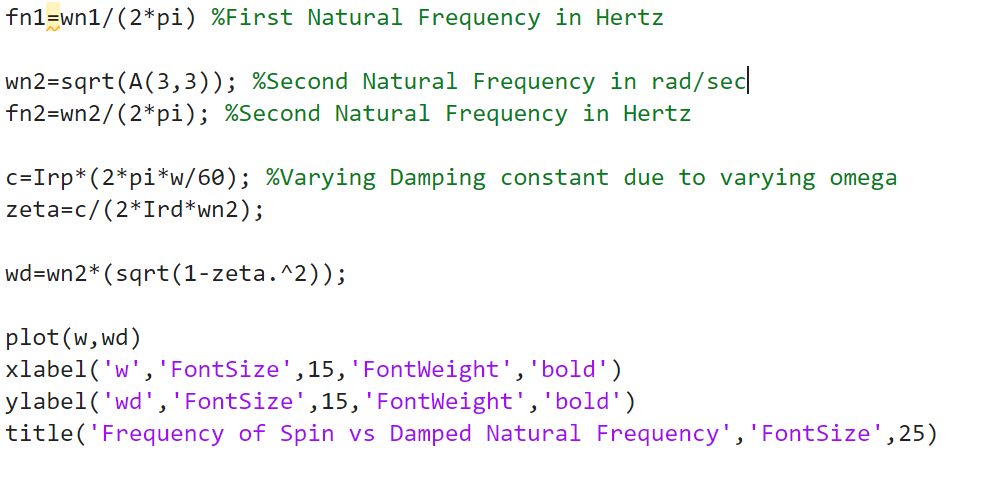 fn1=wn1/(2*pi) %First Natural Frequency in Hertz
wn2=sqrt(A(3,3)); %Second Natural Frequency in rad/sec
fn2=wn2/(2*pi); %Second Natural Frequency in Hertz
c=Irp*(2*pi*w/60); %Varying Damping constant due to varying omega
zeta=c/(2*Ird*wn2);
wd=wn2*(sqrt(1-zeta.^2));
plot(w,wd)
xlabel('w','FontSize',15,'FontWeight','bold')
ylabel('wd','FontSize',15,'FontWeight','bold')
title('Frequency of Spin vs Damped Natural Frequency','FontSize',25)